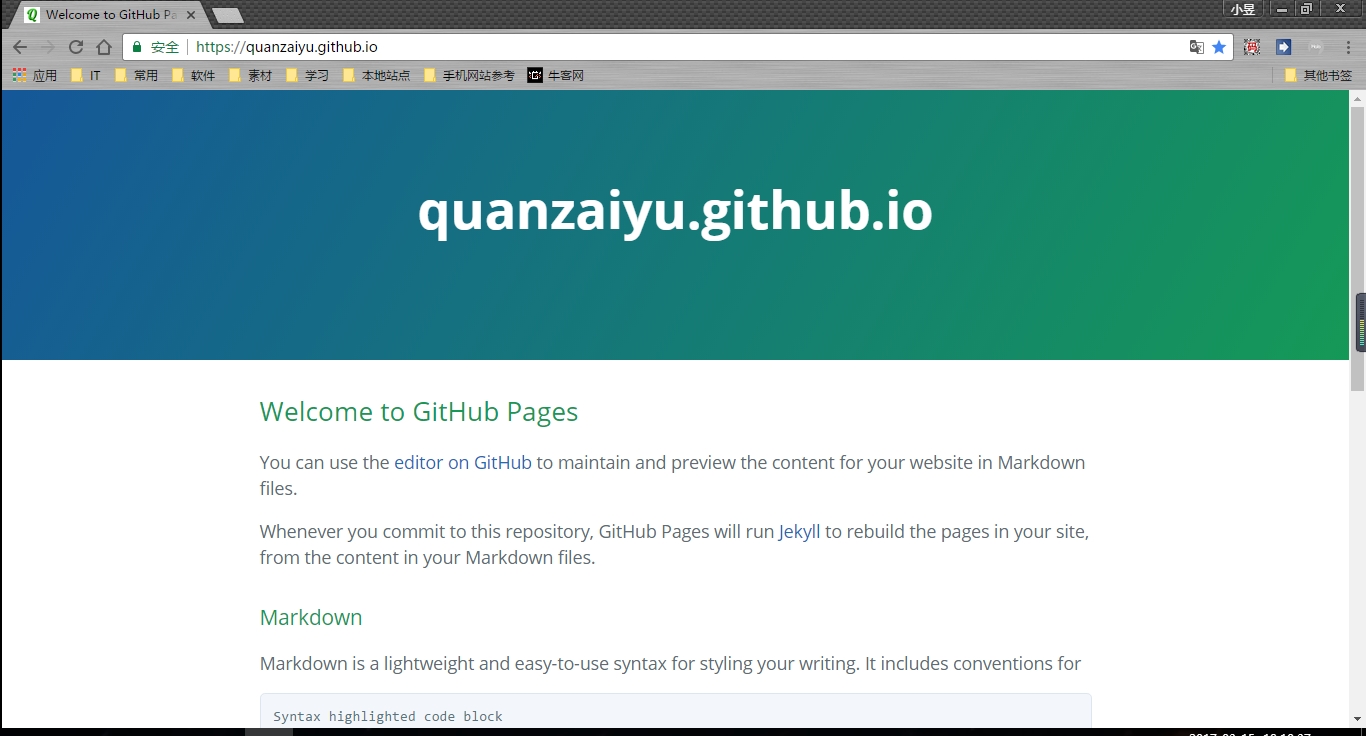 Welcome to GitHub Pa
小昱
安全
https://quanzaiyu.github.io
应用
IT
常用
软件
素材
学习
本地站点
手机网站参考
牛客网
其他书签
quanzaiyu.github.io
Welcome to GitHub Pages
You can use the editor on GitHub to maintain and preview the content for your website in Markdown
files.
Whenever you commit to this repository, GitHub Pages will run Jekyll to rebuild the pages in your site,
from the content in your Markdown files.
Markdown
Markdown is a lightweight and easy-to-use syntax for styling your writing. It includes conventions for
Syntax highlighted code block